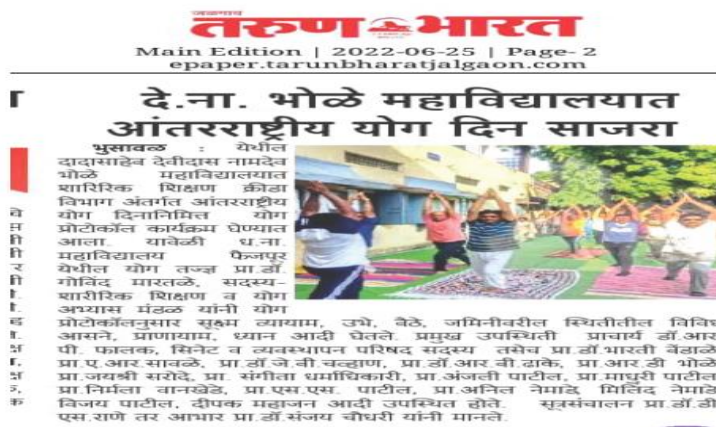 जळगाव
तरुण भारत
Main Edition | 2022-06-25 | Page- 2
epaper.tarunbharatjalgaon.com
दे.ना. भोळे महाविद्यालयात
आंतरराष्ट्रीय योग दिन साजरा
भुसावळ : येथील
दादासाहेब देवीदास नामदेव
भोळे महाविद्यालयात
शारिरिक शिक्षण क्रीडा
विभाग अंतर्गत आंतरराष्ट्रीय
योग दिनानिमित्त योग
प्रोटोकॉल कार्यक्रम घेण्यात
आला. यावेळी ध.ना.
महाविद्यालय फैजपूर
येथील योग तज्ज्ञ प्रा.डॉ.
गोविंद मारतळे, सदस्य-
शारीरिक शिक्षण व योग
अभ्यास मंडळ यांनी योग
प्रोटोकॉलनुसार सूक्ष्म व्यायाम, उभे, बैठे, जमिनीवरील स्थितीतील विविध
आसने, प्राणायाम, ध्यान आदी घेतले. प्रमुख उपस्थिती प्राचार्य डॉ.आर
पी. फालक, सिनेट व व्यवस्थापन परिषद सदस्य तसेच प्रा.डॉ.भारती बेंडाळे
प्रा.ए.आर.सावळे, प्रा.डॉ.जे.बी.चव्हाण, प्रा.डॉ.आर.बी.ढाके, प्रा.आर.डी भोळे
प्रा.जयश्री सरोदे, प्रा. संगीता धर्माधिकारी, प्रा.अंजली पाटील, प्रा.माधुरी पाटील
प्रा.निर्मला वानखेडे, प्रा.एस.एस. पाटील, प्रा.अनिल नेमाडे मिलिंद नेमाडे
विजय पाटील, दीपक महाजन आदी उपस्थित होते. सूत्रसंचालन प्रा.डॉ.डी
एस.राणे तर आभार प्रा.डॉ.संजय चौधरी यांनी मानले.